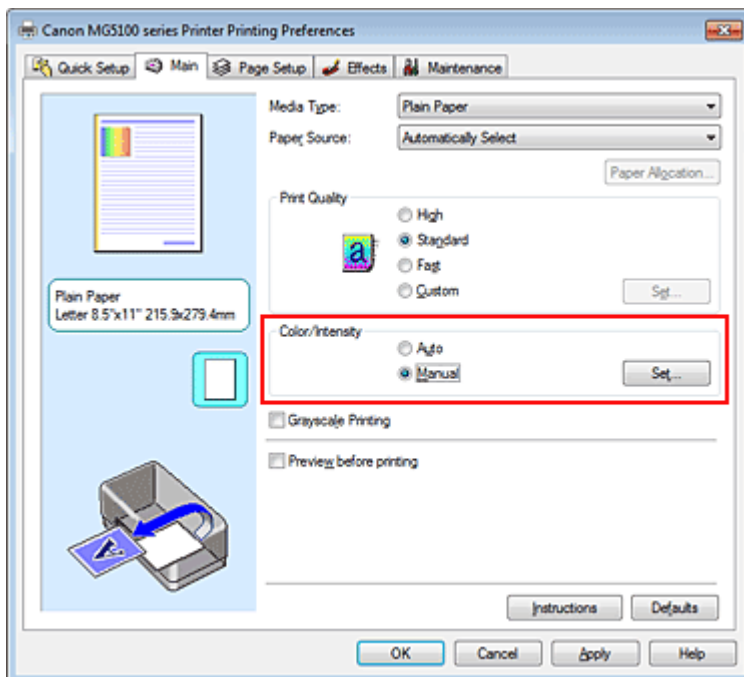 Canon MG5100 series Printer Printing Preferences
Quick Setup Main Page Setup Effects Maintenance
Media Type: Plain Paper
Paper Source: Automatically Select
Paper Allocation...
Print Quality
High
a Standard
Fast
Custom Set...
Plain Paper
Letter 8.5"x11" 215.9x279.4mm
Color/Intensity
Auto
Manual Set...
Grayscale Printing
Preview before printing
A
Instructions Defaults
OK Cancel Apply Help